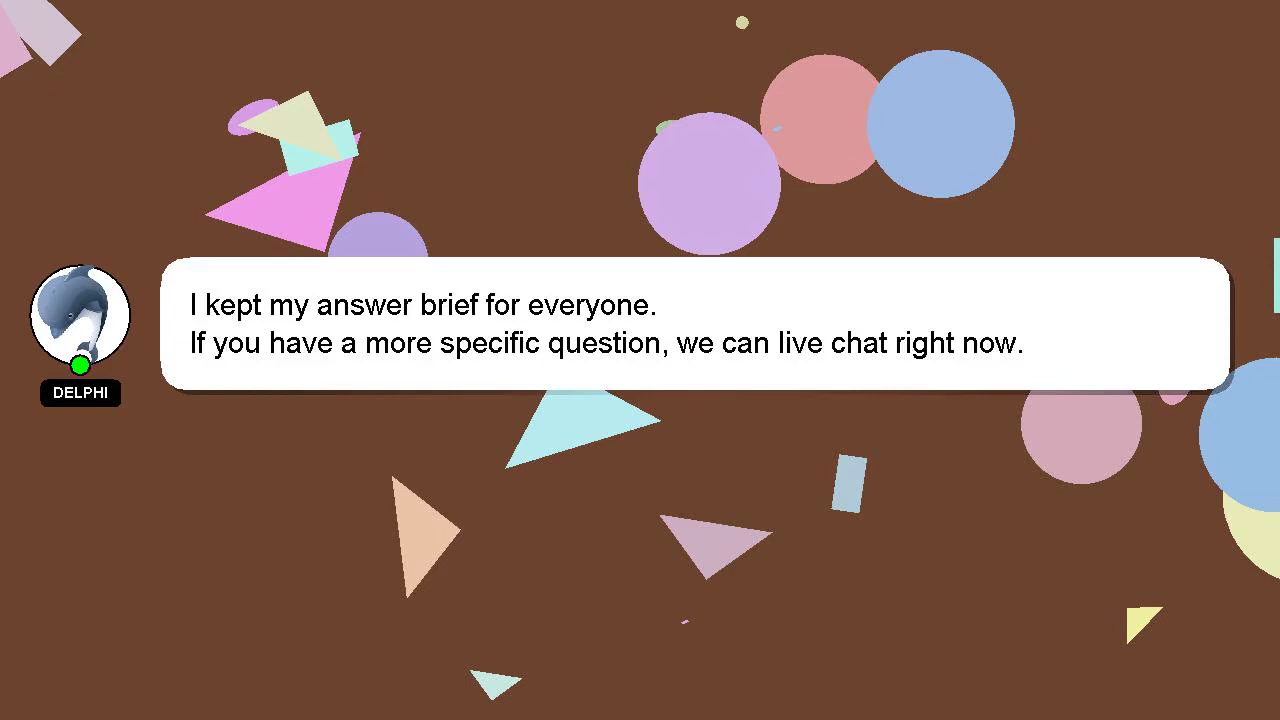 I kept my answer brief for everyone.
If you have a more specific question, we can live chat right now.
DELPHI